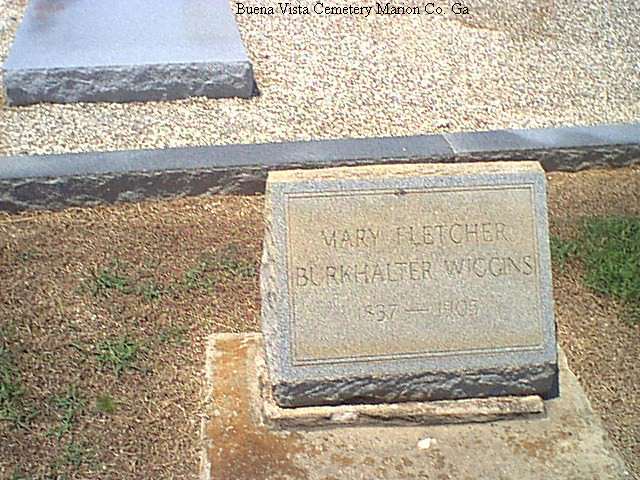 Buena Vista Cemetery Marion Co. Ga
MARY FLETCHER
BURKHALTER WIGGINS
1837 — 1905